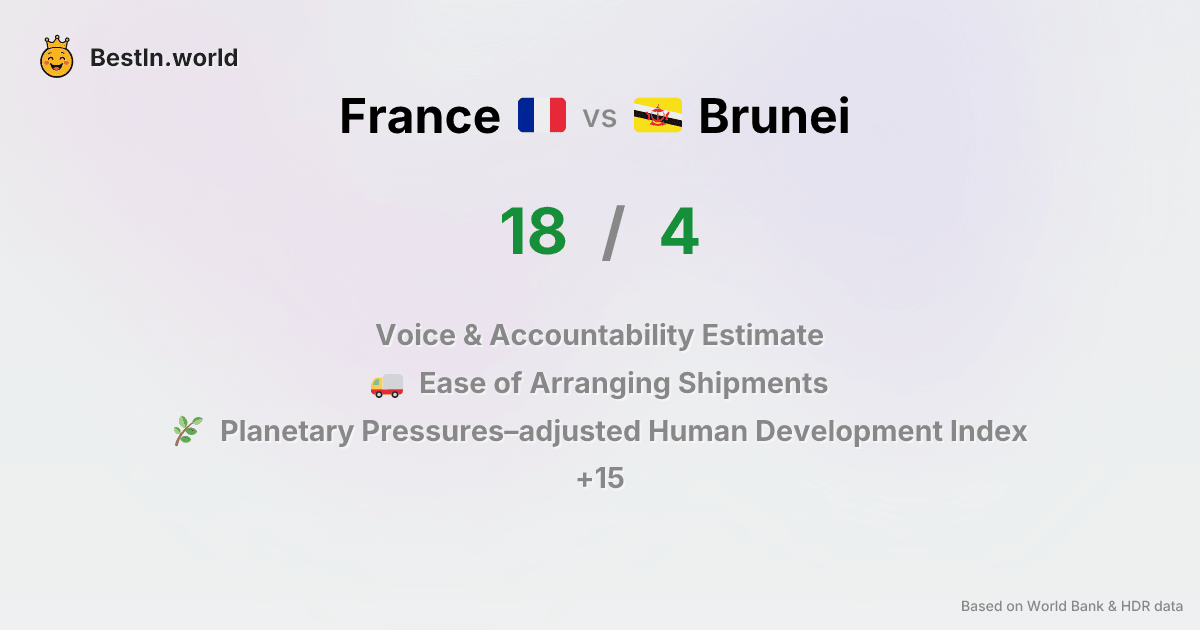 BestIn.world
France vs Brunei
18 / 4
Voice & Accountability Estimate
Ease of Arranging Shipments
Planetary Pressures–adjusted Human Development Index
+15
Based on World Bank & HDR data